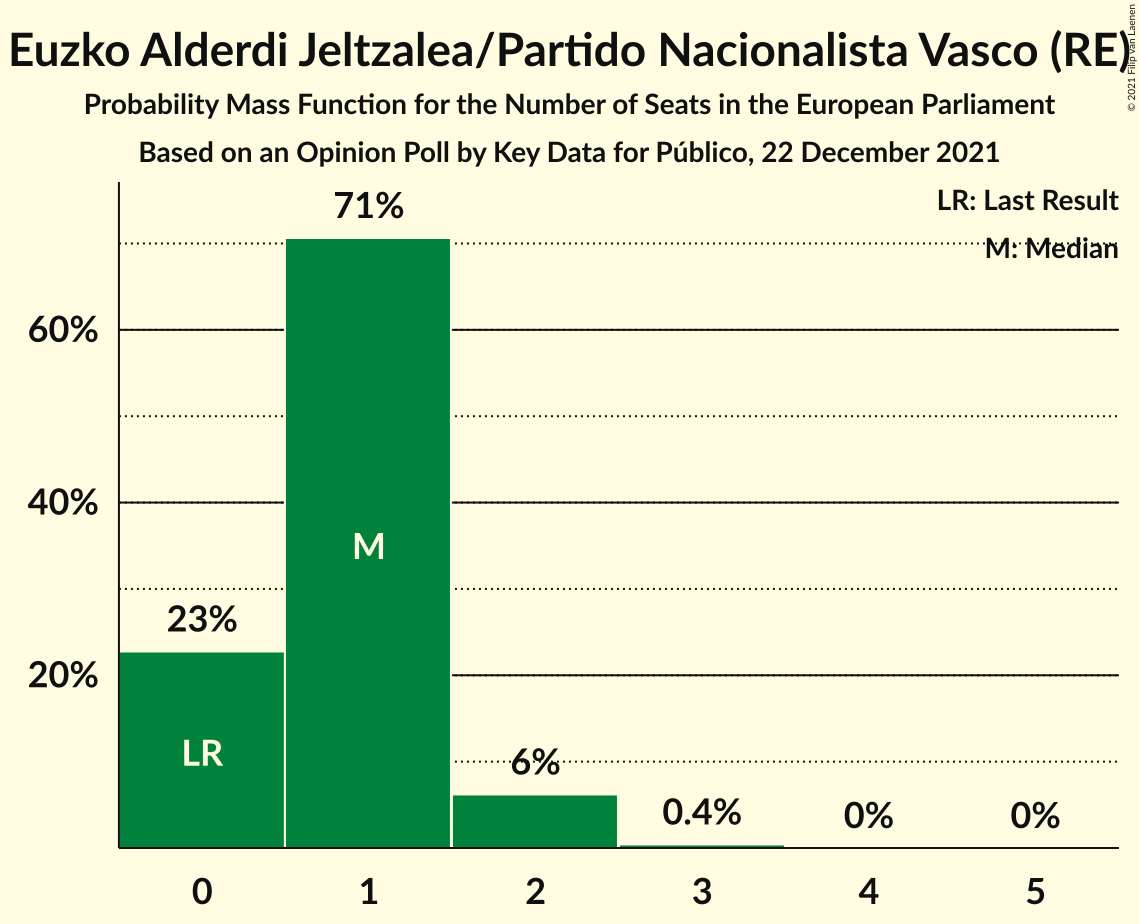 Euzko Alderdi Jeltzalea/Partido Nacionalista Vasco (RE)
Probability Mass Function for the Number of Seats in the European Parliament
Based on an Opinion Poll by Key Data for Público, 22 December 2021
© 2021 Filip van Laenen
LR: Last Result
M: Median
71%
60%
40%
M
23%
20%
LR
6%
0.4%
0%
0%
0
1
2
3
4
5